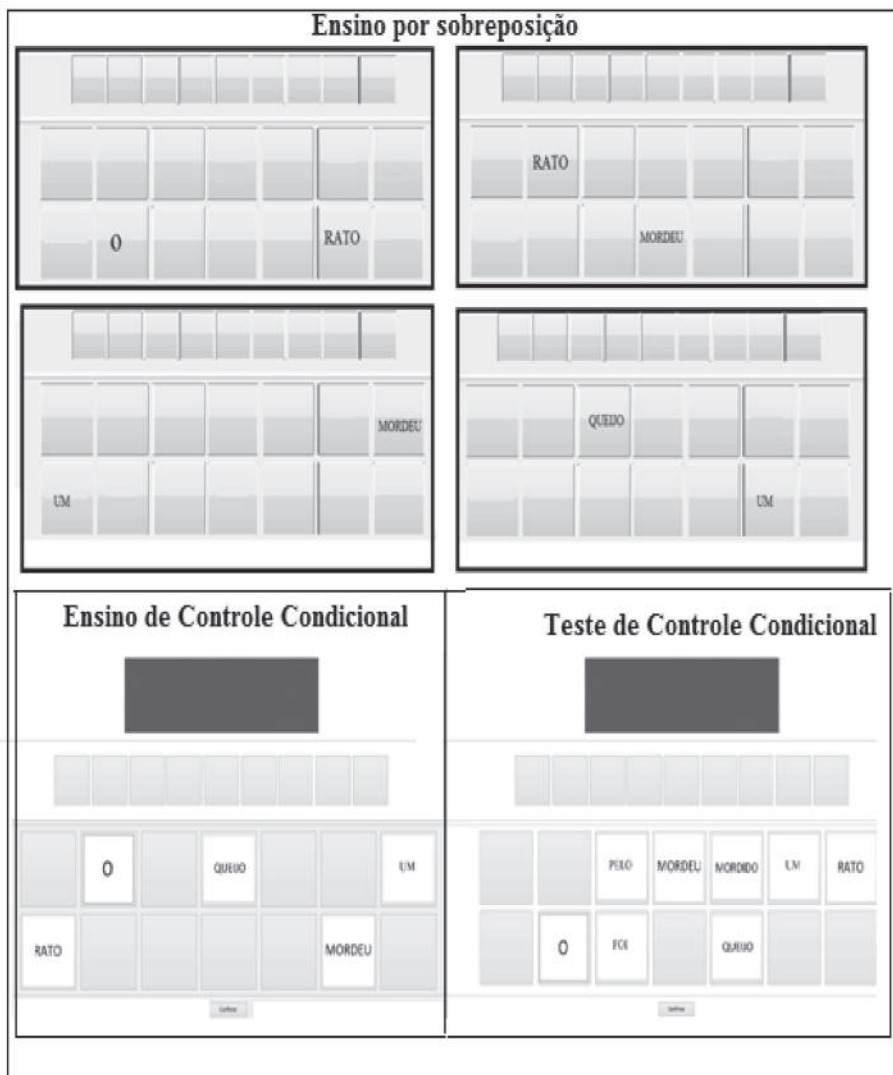 Ensino por sobreposição
O RATO
RATO
MORDEU
MORDEU
UM
QUEIJO
UM
Ensino de Controle Condicional
O QUEIJO UM
RATO MORDEU
Teste de Controle Condicional
PELO MORDEU MORDIDO UM RATO
O FOI QUEIJO